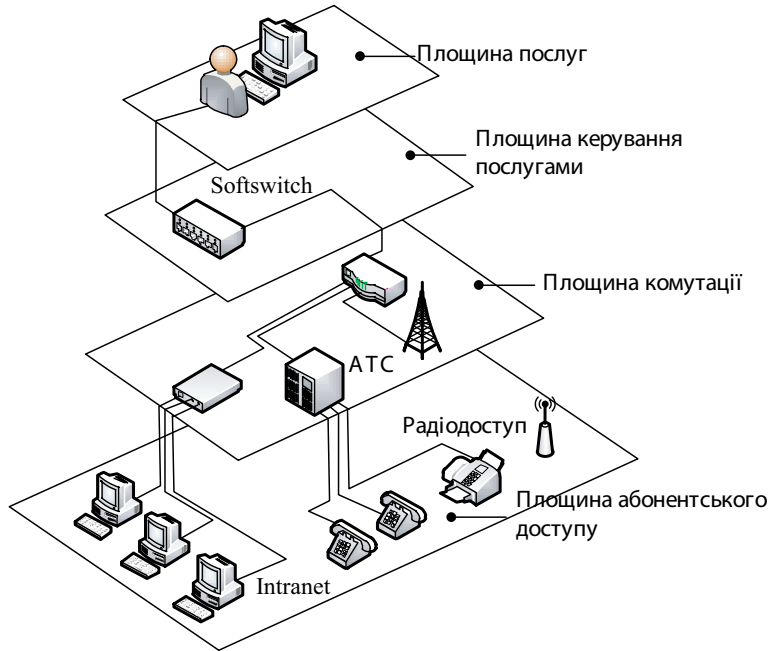 Площина послуг
Площина керування
послугами
Softswitch
Площина комутації
АТС
Радіодоступ
Площина абонентського
доступу
Intranet